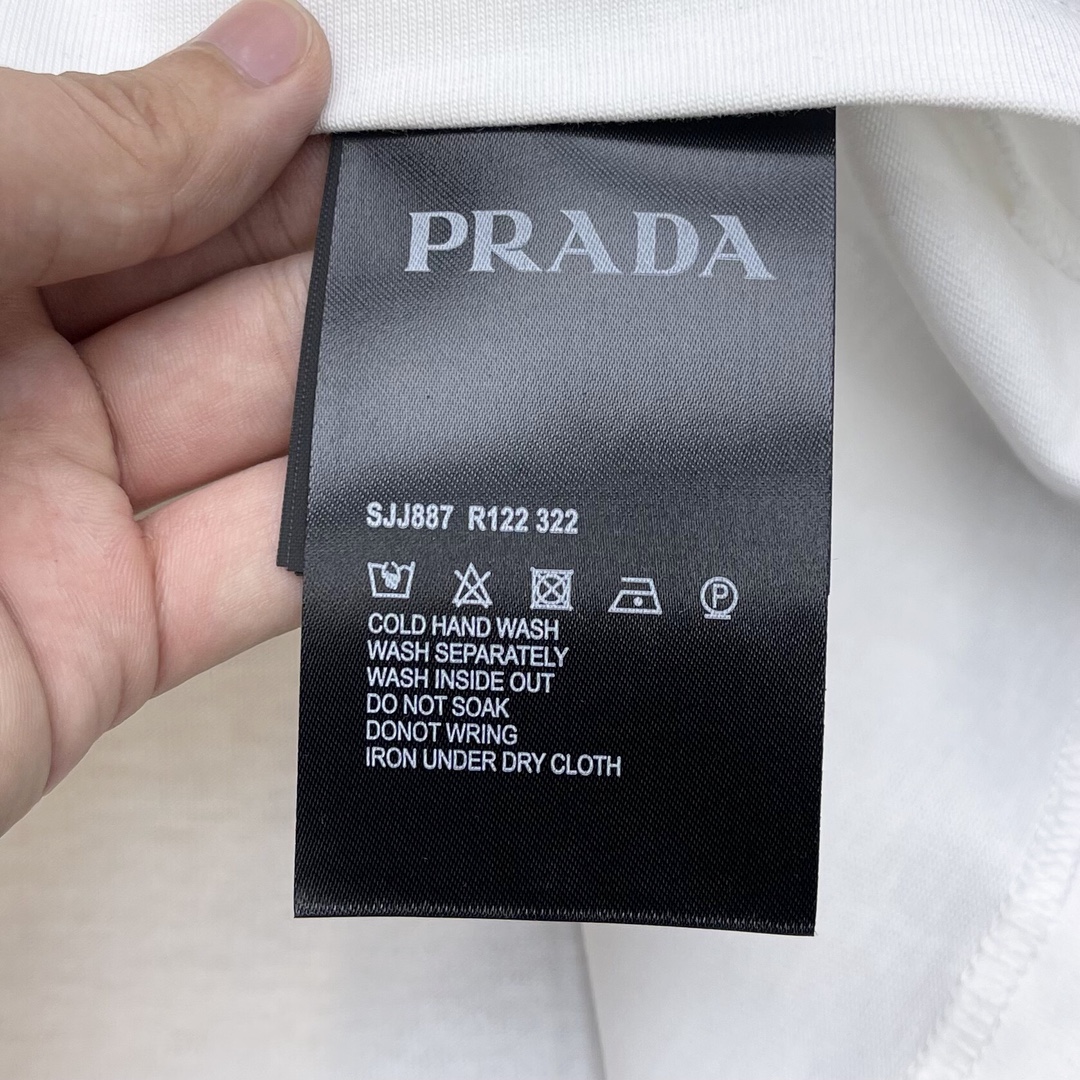 PRADA
SJJ887 R122 322
P
COLD HAND WASH
WASH SEPARATELY
WASH INSIDE OUT
DO NOT SOAK
DONOT WRING
IRON UNDER DRY CLOTH